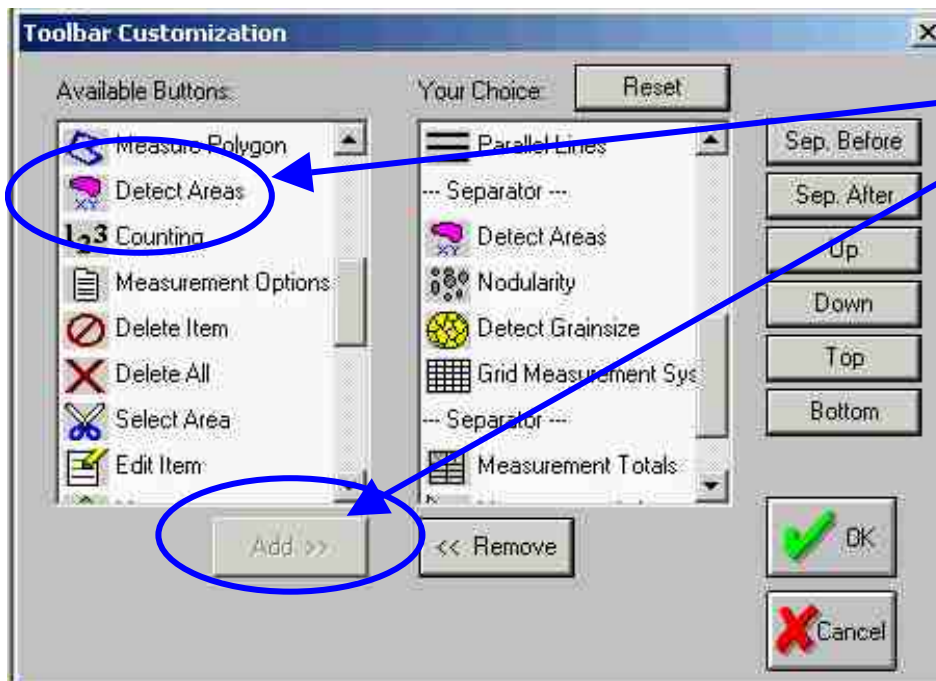 Toolbar Customization
Available Buttons:
Measure Polygon
Detect Areas
123 Counting
Measurement Options
Delete Item
Delete All
Select Area
Edit Item
Add >>
Your Choice:
Reset
Parallel Lines
--- Separator ---
XY Detect Areas
Nodularity
Detect Grainsize
Grid Measurement Sys
--- Separator ---
Measurement Totals
<< Remove
Sep. Before
Sep. After
Up
Down
Top
Bottom
OK
Cancel